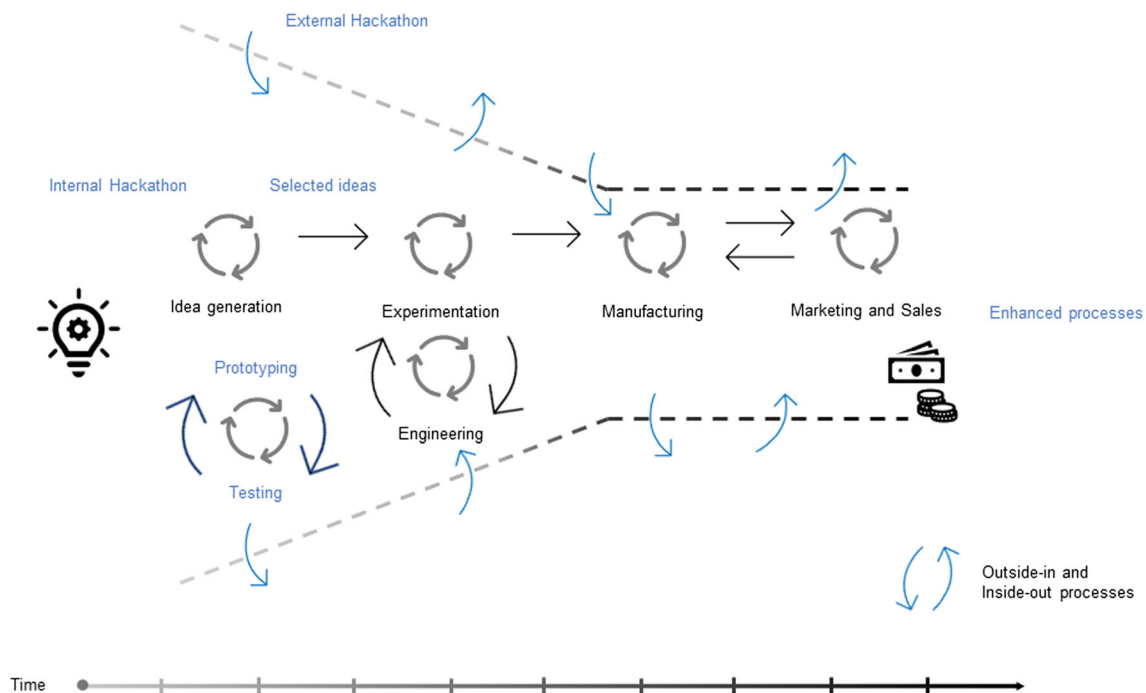 External Hackathon
Internal Hackathon
Selected ideas
Idea generation
Experimentation
Manufacturing
Marketing and Sales
Enhanced processes
Prototyping
Engineering
Testing
Outside-in and
Inside-out processes
Time